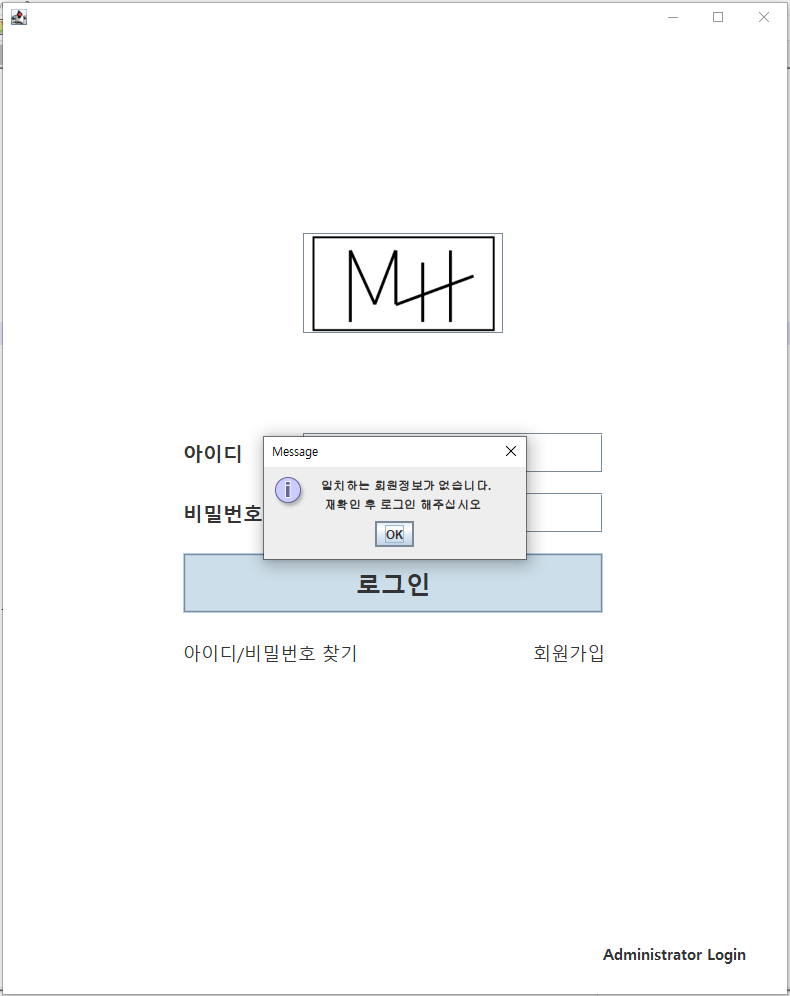 MH
아이디
Message
일치하는 회원정보가 없습니다.
재확인 후 로그인 해주십시오
OK
비밀번호
로그인
아이디/비밀번호 찾기
회원가입
Administrator Login